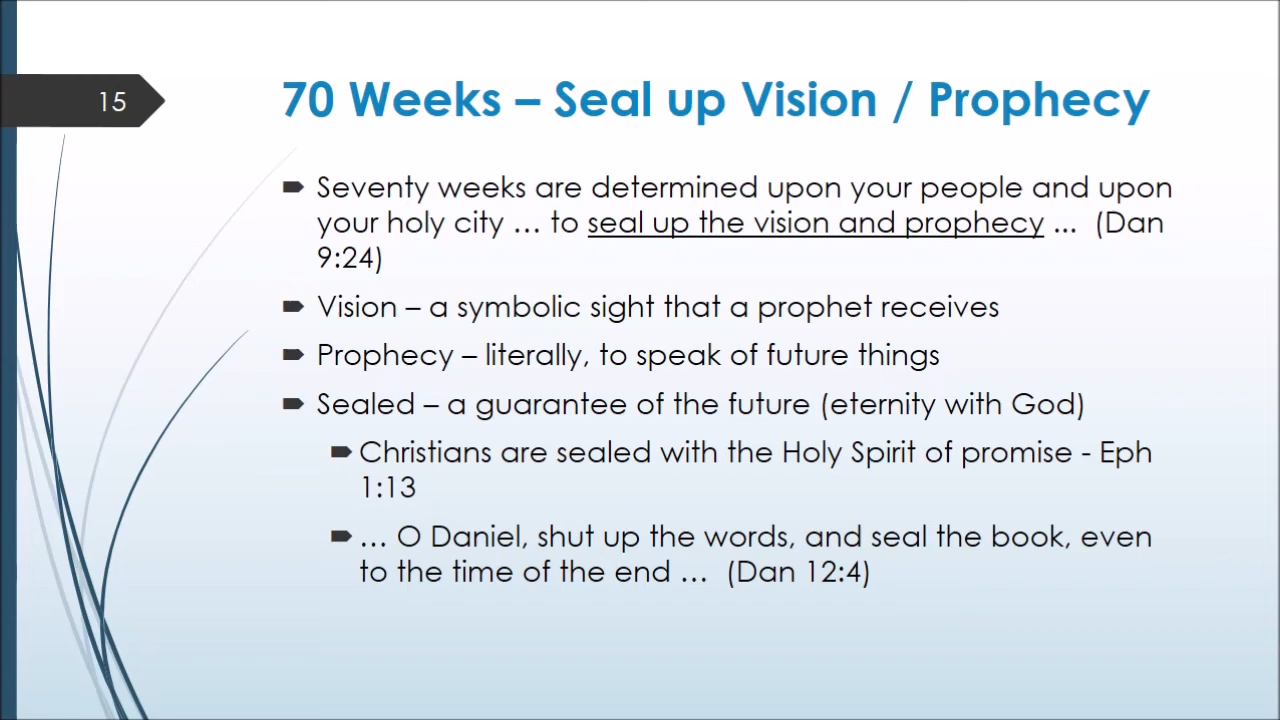 15
70 Weeks – Seal up Vision / Prophecy
Seventy weeks are determined upon your people and upon
your holy city … to seal up the vision and prophecy ... (Dan
9:24)
Vision – a symbolic sight that a prophet receives
Prophecy – literally, to speak of future things
Sealed – a guarantee of the future (eternity with God)
Christians are sealed with the Holy Spirit of promise - Eph
1:13
… O Daniel, shut up the words, and seal the book, even
to the time of the end … (Dan 12:4)